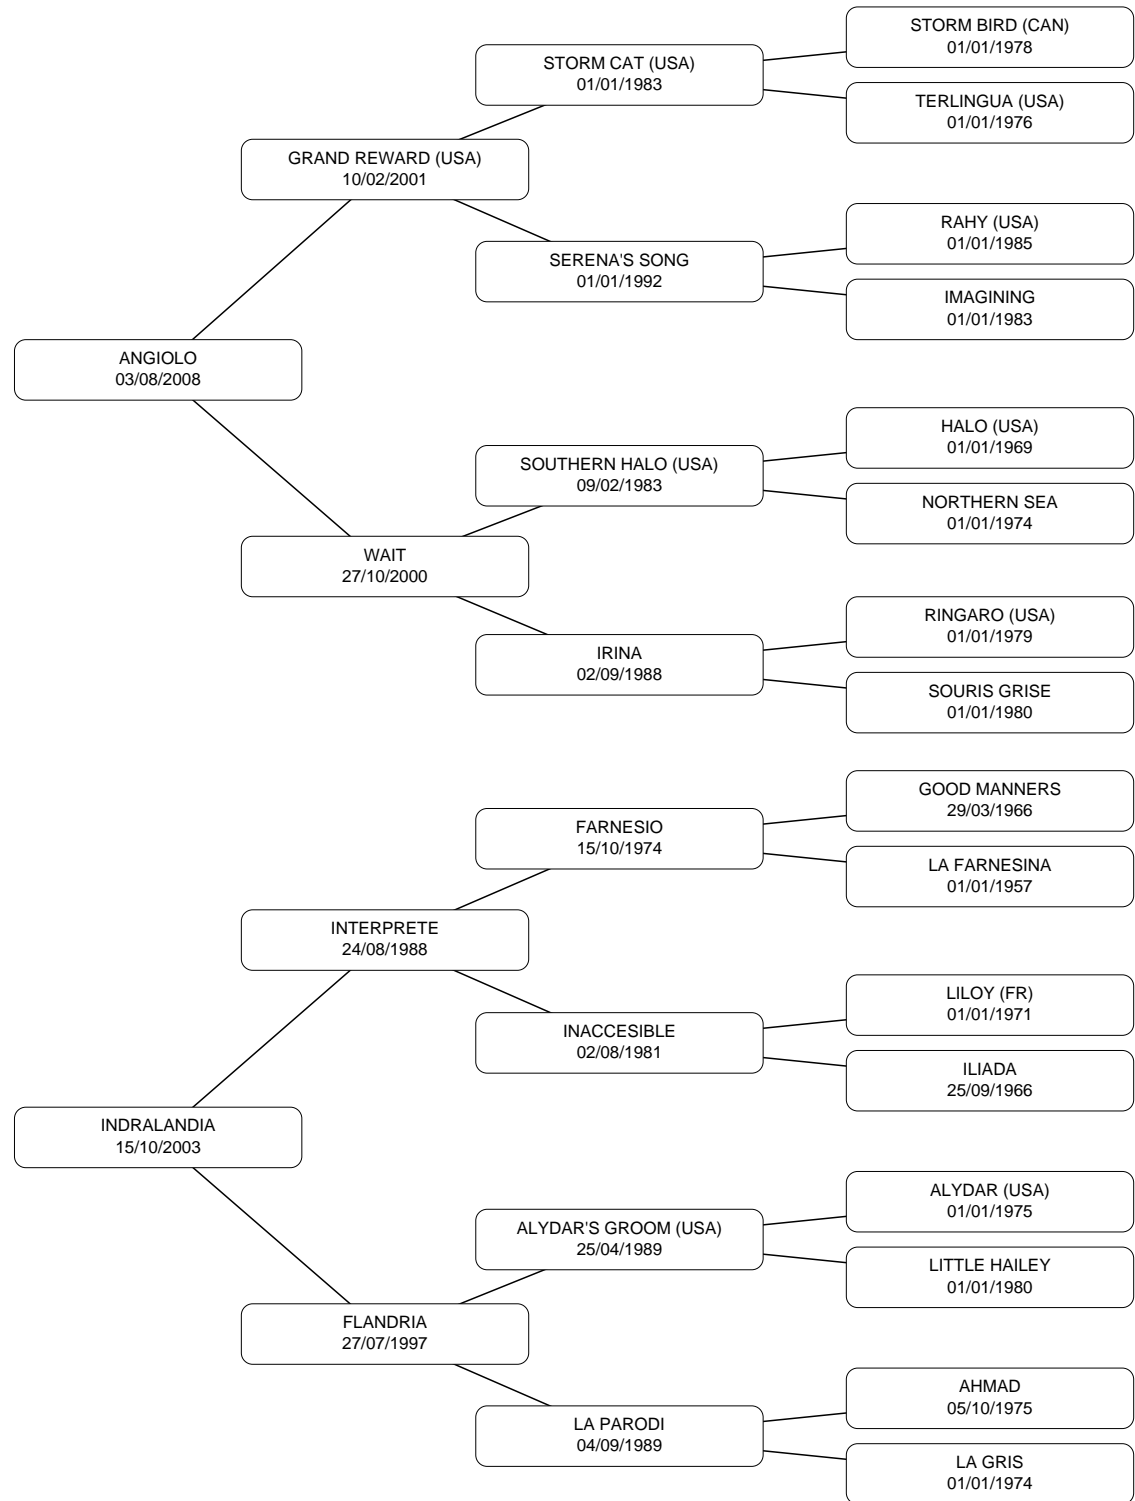 STORM BIRD (CAN)
01/01/1978
STORM CAT (USA)
01/01/1983
TERLINGUA (USA)
01/01/1976
GRAND REWARD (USA)
10/02/2001
RAHY (USA)
01/01/1985
SERENA'S SONG
01/01/1992
IMAGINING
01/01/1983
ANGIOLO
03/08/2008
HALO (USA)
01/01/1969
SOUTHERN HALO (USA)
09/02/1983
NORTHERN SEA
01/01/1974
WAIT
27/10/2000
RINGARO (USA)
01/01/1979
IRINA
02/09/1988
SOURIS GRISE
01/01/1980
GOOD MANNERS
29/03/1966
FARNESIO
15/10/1974
LA FARNESINA
01/01/1957
INTERPRETE
24/08/1988
LILOY (FR)
01/01/1971
INACCESIBLE
02/08/1981
ILIADA
25/09/1966
INDRALANDIA
15/10/2003
ALYDAR (USA)
01/01/1975
ALYDAR'S GROOM (USA)
25/04/1989
LITTLE HAILEY
01/01/1980
FLANDRIA
27/07/1997
AHMAD
05/10/1975
LA PARODI
04/09/1989
LA GRIS
01/01/1974